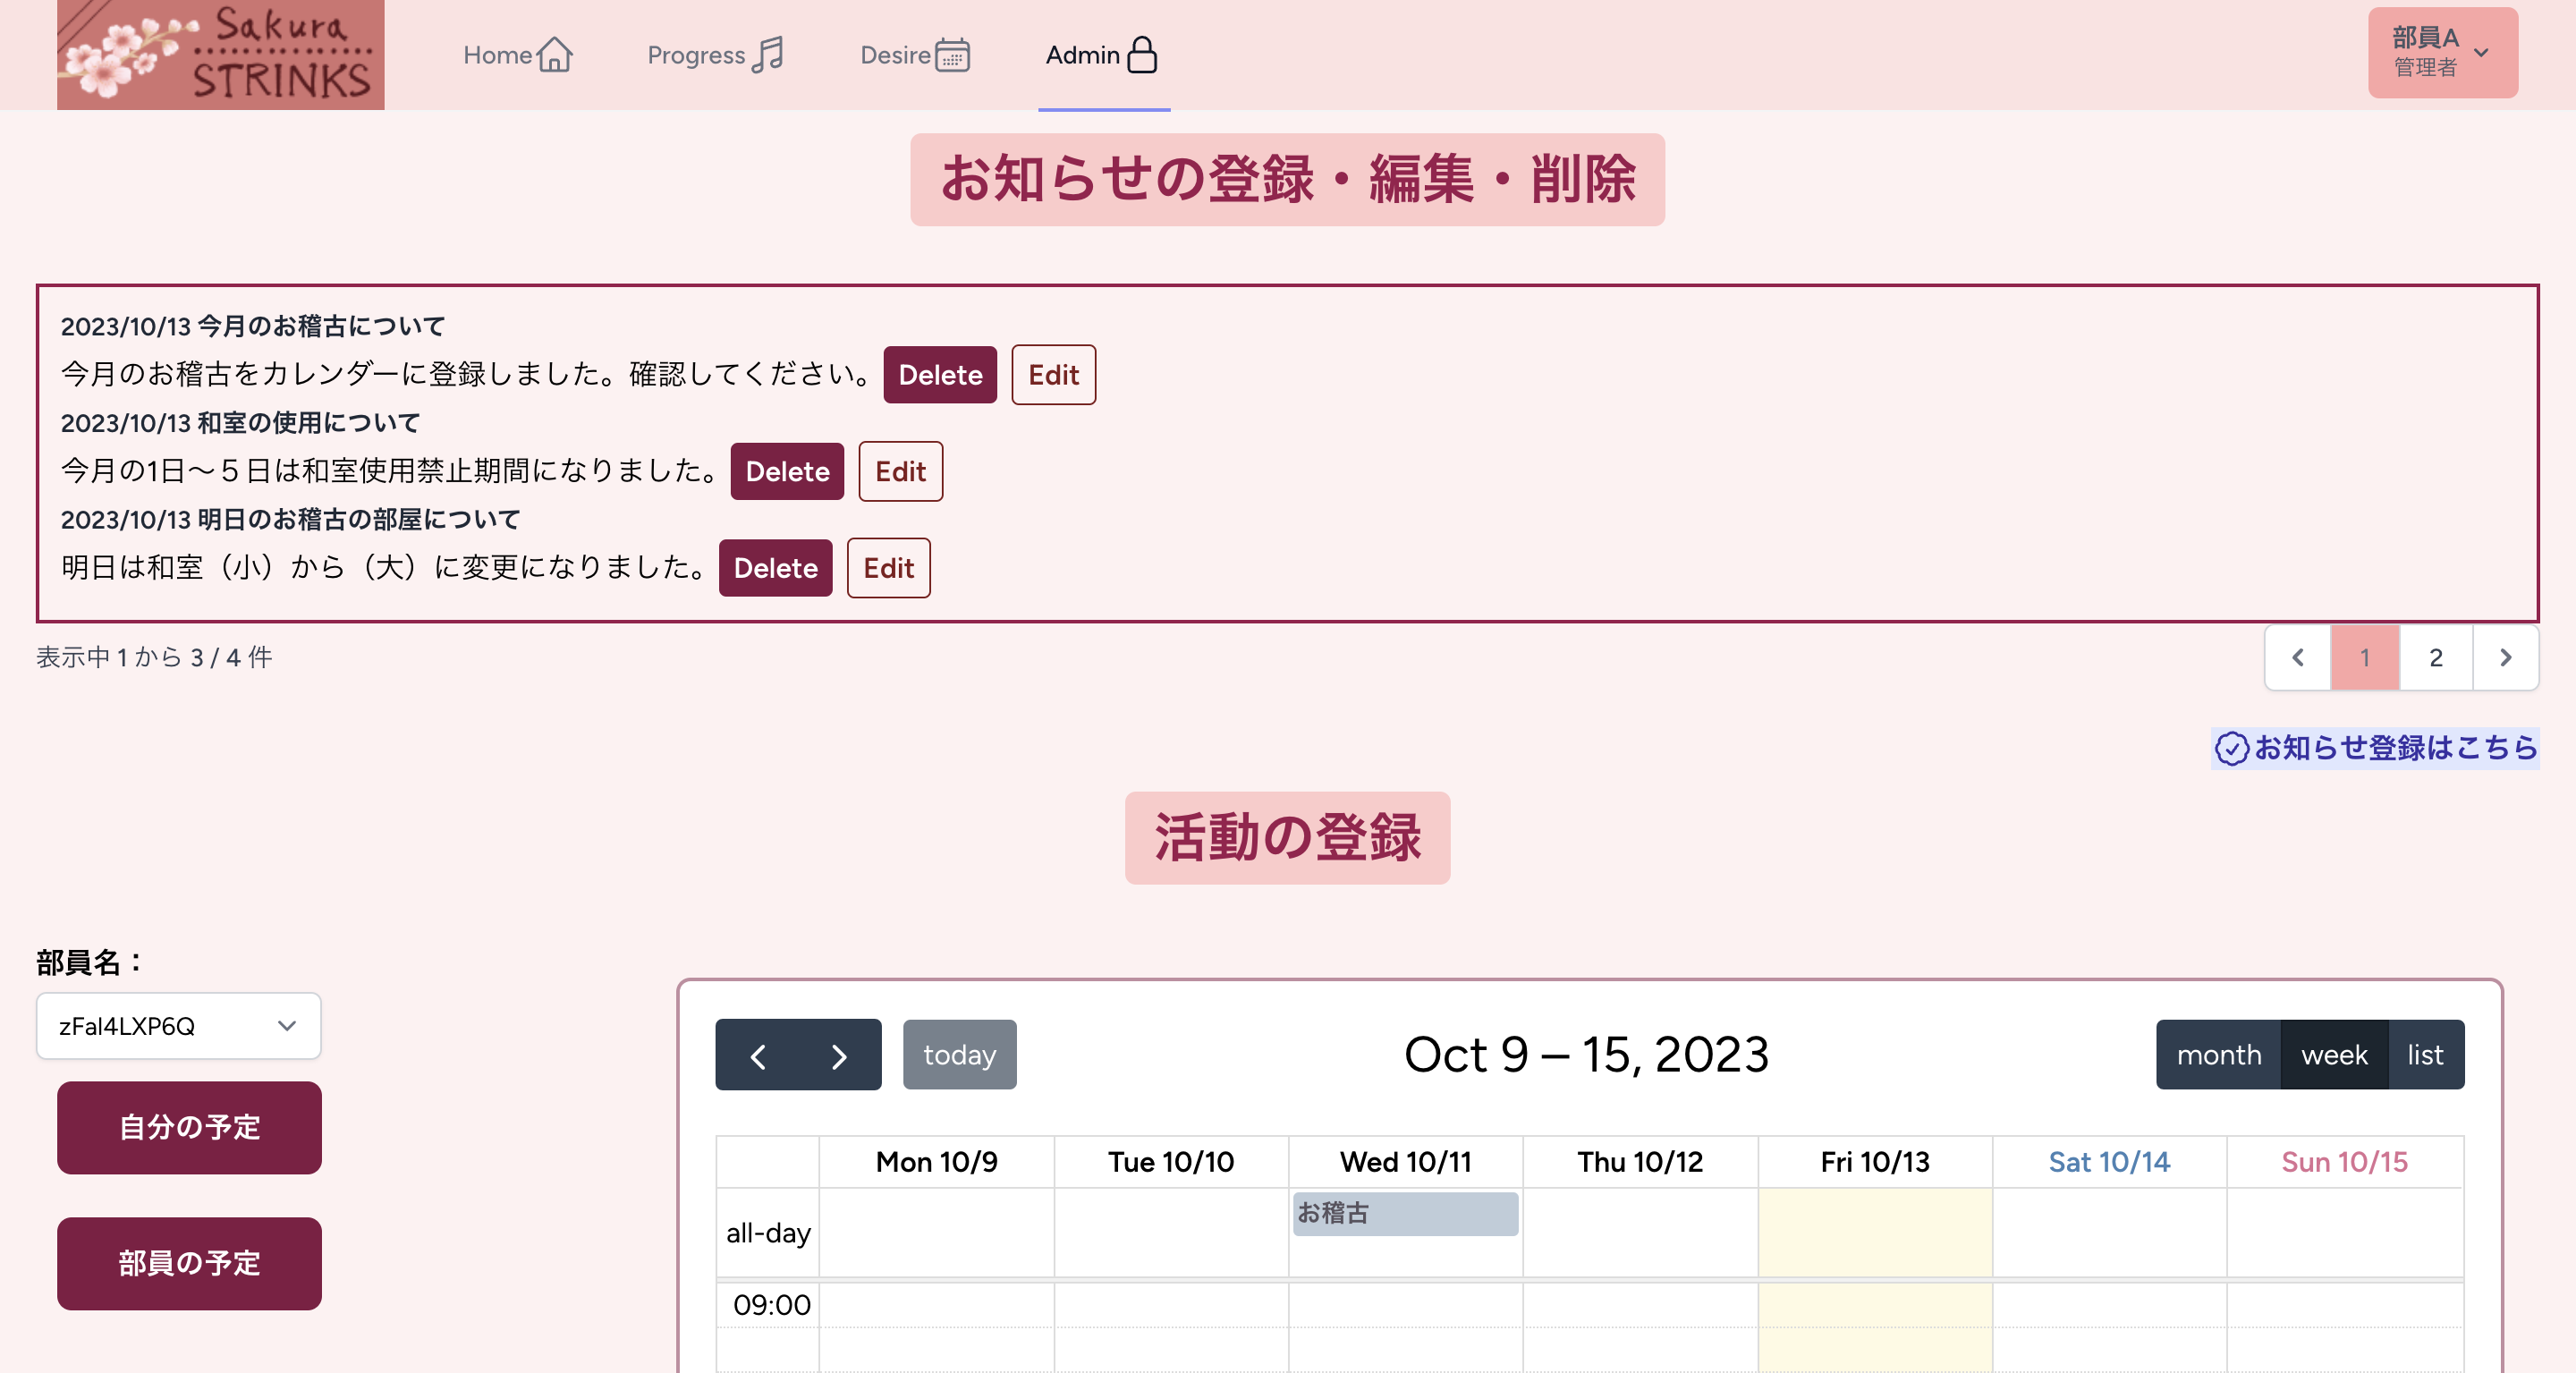 Sakura
STRINKS
Home
Progress
Desire
Admin
部員A
管理者
お知らせの登録・編集・削除
2023/10/13 今月のお稽古について
今月のお稽古をカレンダーに登録しました。確認してください。 Delete Edit
2023/10/13 和室の使用について
今月の1日〜５日は和室使用禁止期間になりました。 Delete Edit
2023/10/13 明日のお稽古の部屋について
明日は和室（小）から（大）に変更になりました。 Delete Edit
表示中 1 から 3 / 4 件
1 2
お知らせ登録はこちら
活動の登録
部員名：
zFal4LXP6Q
自分の予定
部員の予定
today
Oct 9 – 15, 2023
month week list
Mon 10/9 Tue 10/10 Wed 10/11 Thu 10/12 Fri 10/13 Sat 10/14 Sun 10/15
all-day
お稽古
09:00